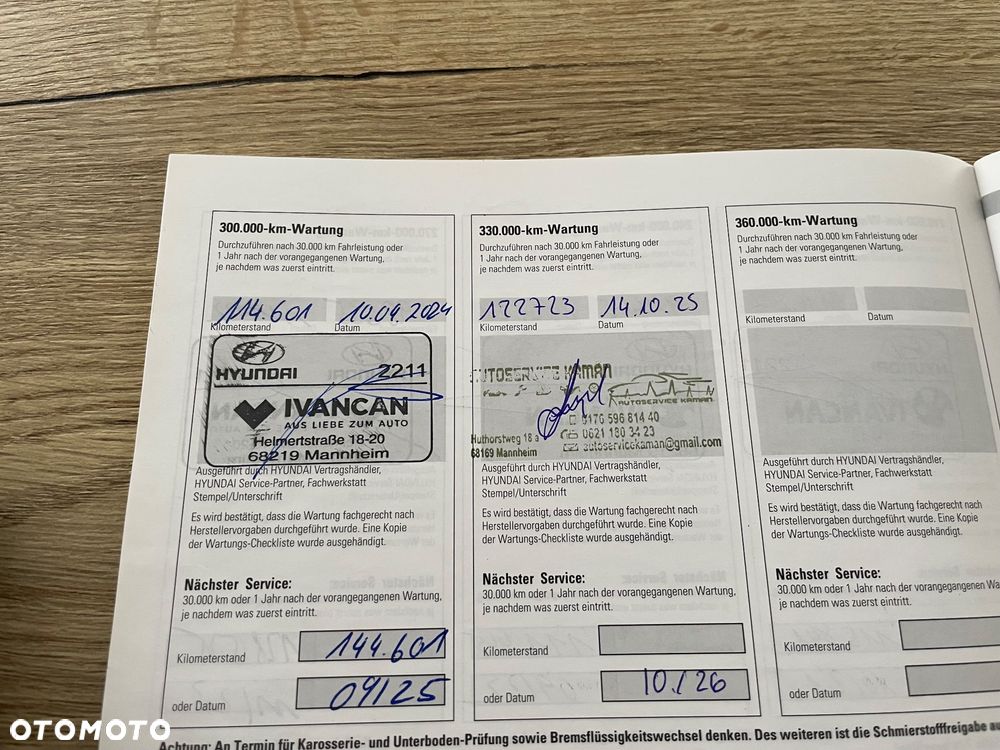 300.000-km-Wartung
Durchzuführen nach 30.000 km Fahrleistung oder
1 Jahr nach der vorangegangenen Wartung,
je nachdem was zuerst eintritt.
114.601 10.09.2024
Kilometerstand Datum
HYUNDAI 2211
IVANCAN
AUS LIEBE ZUM AUTO
Helmertstraße 18-20
68219 Mannheim
Ausgeführt durch HYUNDAI Vertragshändler,
HYUNDAI Service-Partner, Fachwerkstatt
Stempel/Unterschrift
Es wird bestätigt, dass die Wartung fachgerecht nach
Herstellervorgaben durchgeführt wurde. Eine Kopie
der Wartungs-Checkliste wurde ausgehändigt.
Nächster Service:
30.000 km oder 1 Jahr nach der vorangegangenen Wartung,
je nachdem was zuerst eintritt.
Kilometerstand 144.601
oder Datum 09/25
330.000-km-Wartung
Durchzuführen nach 30.000 km Fahrleistung oder
1 Jahr nach der vorangegangenen Wartung,
je nachdem was zuerst eintritt.
122723 14.10.25
Kilometerstand Datum
AUTOSERVICE KAMAN
AUTOSERVICE KAMAN
0176 596 814 40
Huthorstweg 18 a 0621 180 34 23
68169 Mannheim autoservicekaman@gmail.com
Ausgeführt durch HYUNDAI Vertragshändler,
HYUNDAI Service-Partner, Fachwerkstatt
Stempel/Unterschrift
Es wird bestätigt, dass die Wartung fachgerecht nach
Herstellervorgaben durchgeführt wurde. Eine Kopie
der Wartungs-Checkliste wurde ausgehändigt.
Nächster Service:
30.000 km oder 1 Jahr nach der vorangegangenen Wartung,
je nachdem was zuerst eintritt.
Kilometerstand
oder Datum 10./26
360.000-km-Wartung
Durchzuführen nach 30.000 km Fahrleistung oder
1 Jahr nach der vorangegangenen Wartung,
je nachdem was zuerst eintritt.
Kilometerstand Datum
Ausgeführt durch HYUNDAI Vertragshändler,
HYUNDAI Service-Partner, Fachwerkstatt
Stempel/Unterschrift
Es wird bestätigt, dass die Wartung fachgerecht nach
Herstellervorgaben durchgeführt wurde. Eine Kopie
der Wartungs-Checkliste wurde ausgehändigt.
Nächster Service:
30.000 km oder 1 Jahr nach der vorangegangenen Wartung,
je nachdem was zuerst eintritt.
Kilometerstand
oder Datum
Achtung: An Termin für Karosserie- und Unterboden-Prüfung sowie Bremsflüssigkeitswechsel denken. Des weiteren ist die Schmierstofffreigabe
OTOMOTO